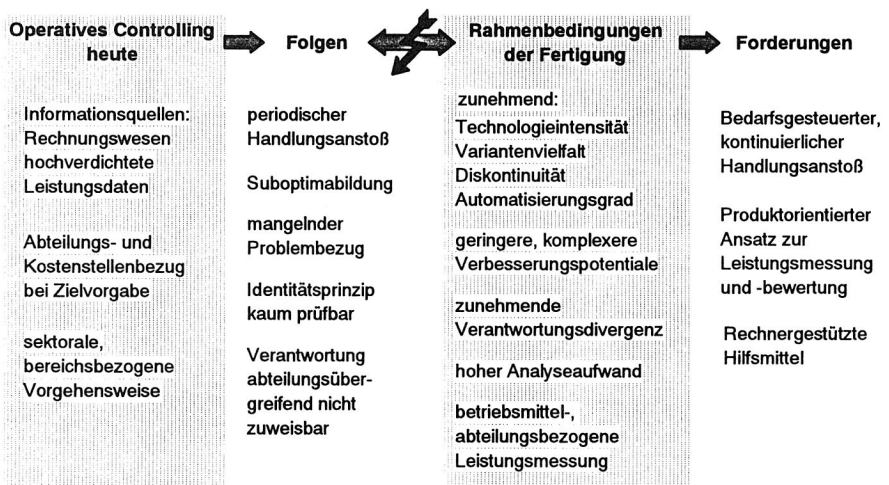 Operatives Controlling
heute
Informationsquellen:
Rechnungswesen
hochverdichtete
Leistungsdaten
Abteilungs- und
Kostenstellenbezug
bei Zielvorgabe
sektorale,
bereichsbezogene
Vorgehensweise
Folgen
periodischer
Handlungsanstoß
Suboptimabildung
mangelnder
Problembezug
Identitätsprinzip
kaum prüfbar
Verantwortung
abteilungsüber-
greifend nicht
zuweisbar
Rahmenbedingungen
der Fertigung
zunehmend:
Technologieintensität
Variantenvielfalt
Diskontinuität
Automatisierungsgrad
geringere, komplexere
Verbesserungspotentiale
zunehmende
Verantwortungsdivergenz
hoher Analyseaufwand
betriebsmittel-,
abteilungsbezogene
Leistungsmessung
Forderungen
Bedarfsgesteuerter,
kontinuierlicher
Handlungsanstoß
Produktorientierter
Ansatz zur
Leistungsmessung
und -bewertung
Rechnergestützte
Hilfsmittel